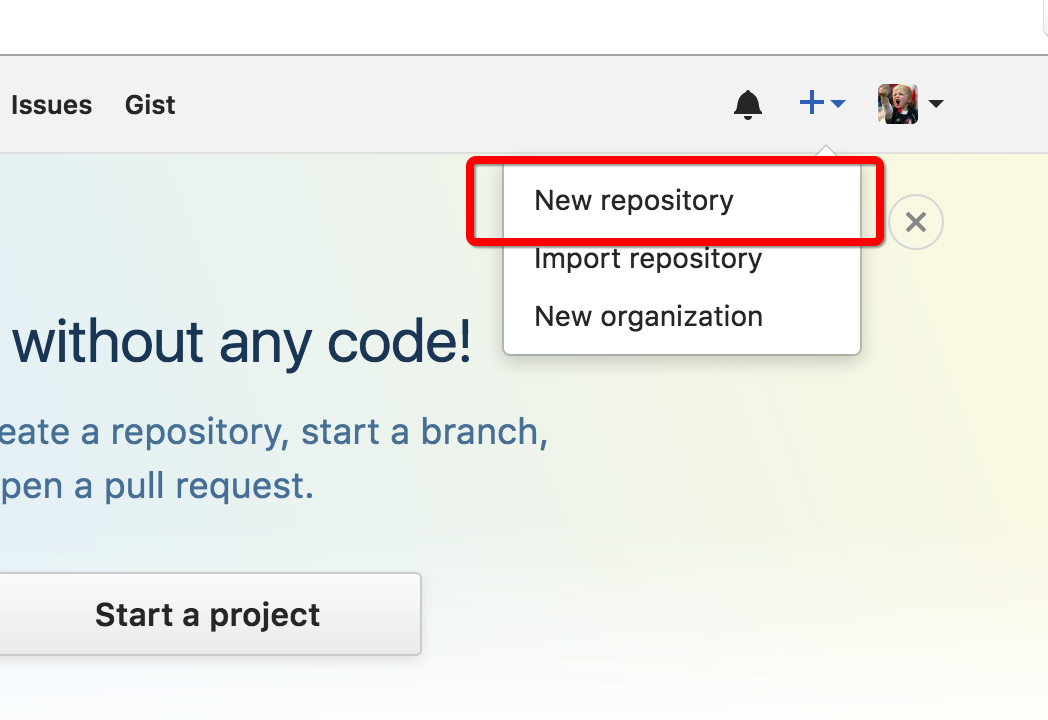 Issues Gist
New repository
Import repository
New organization
without any code!
eate a repository, start a branch,
pen a pull request.
Start a project